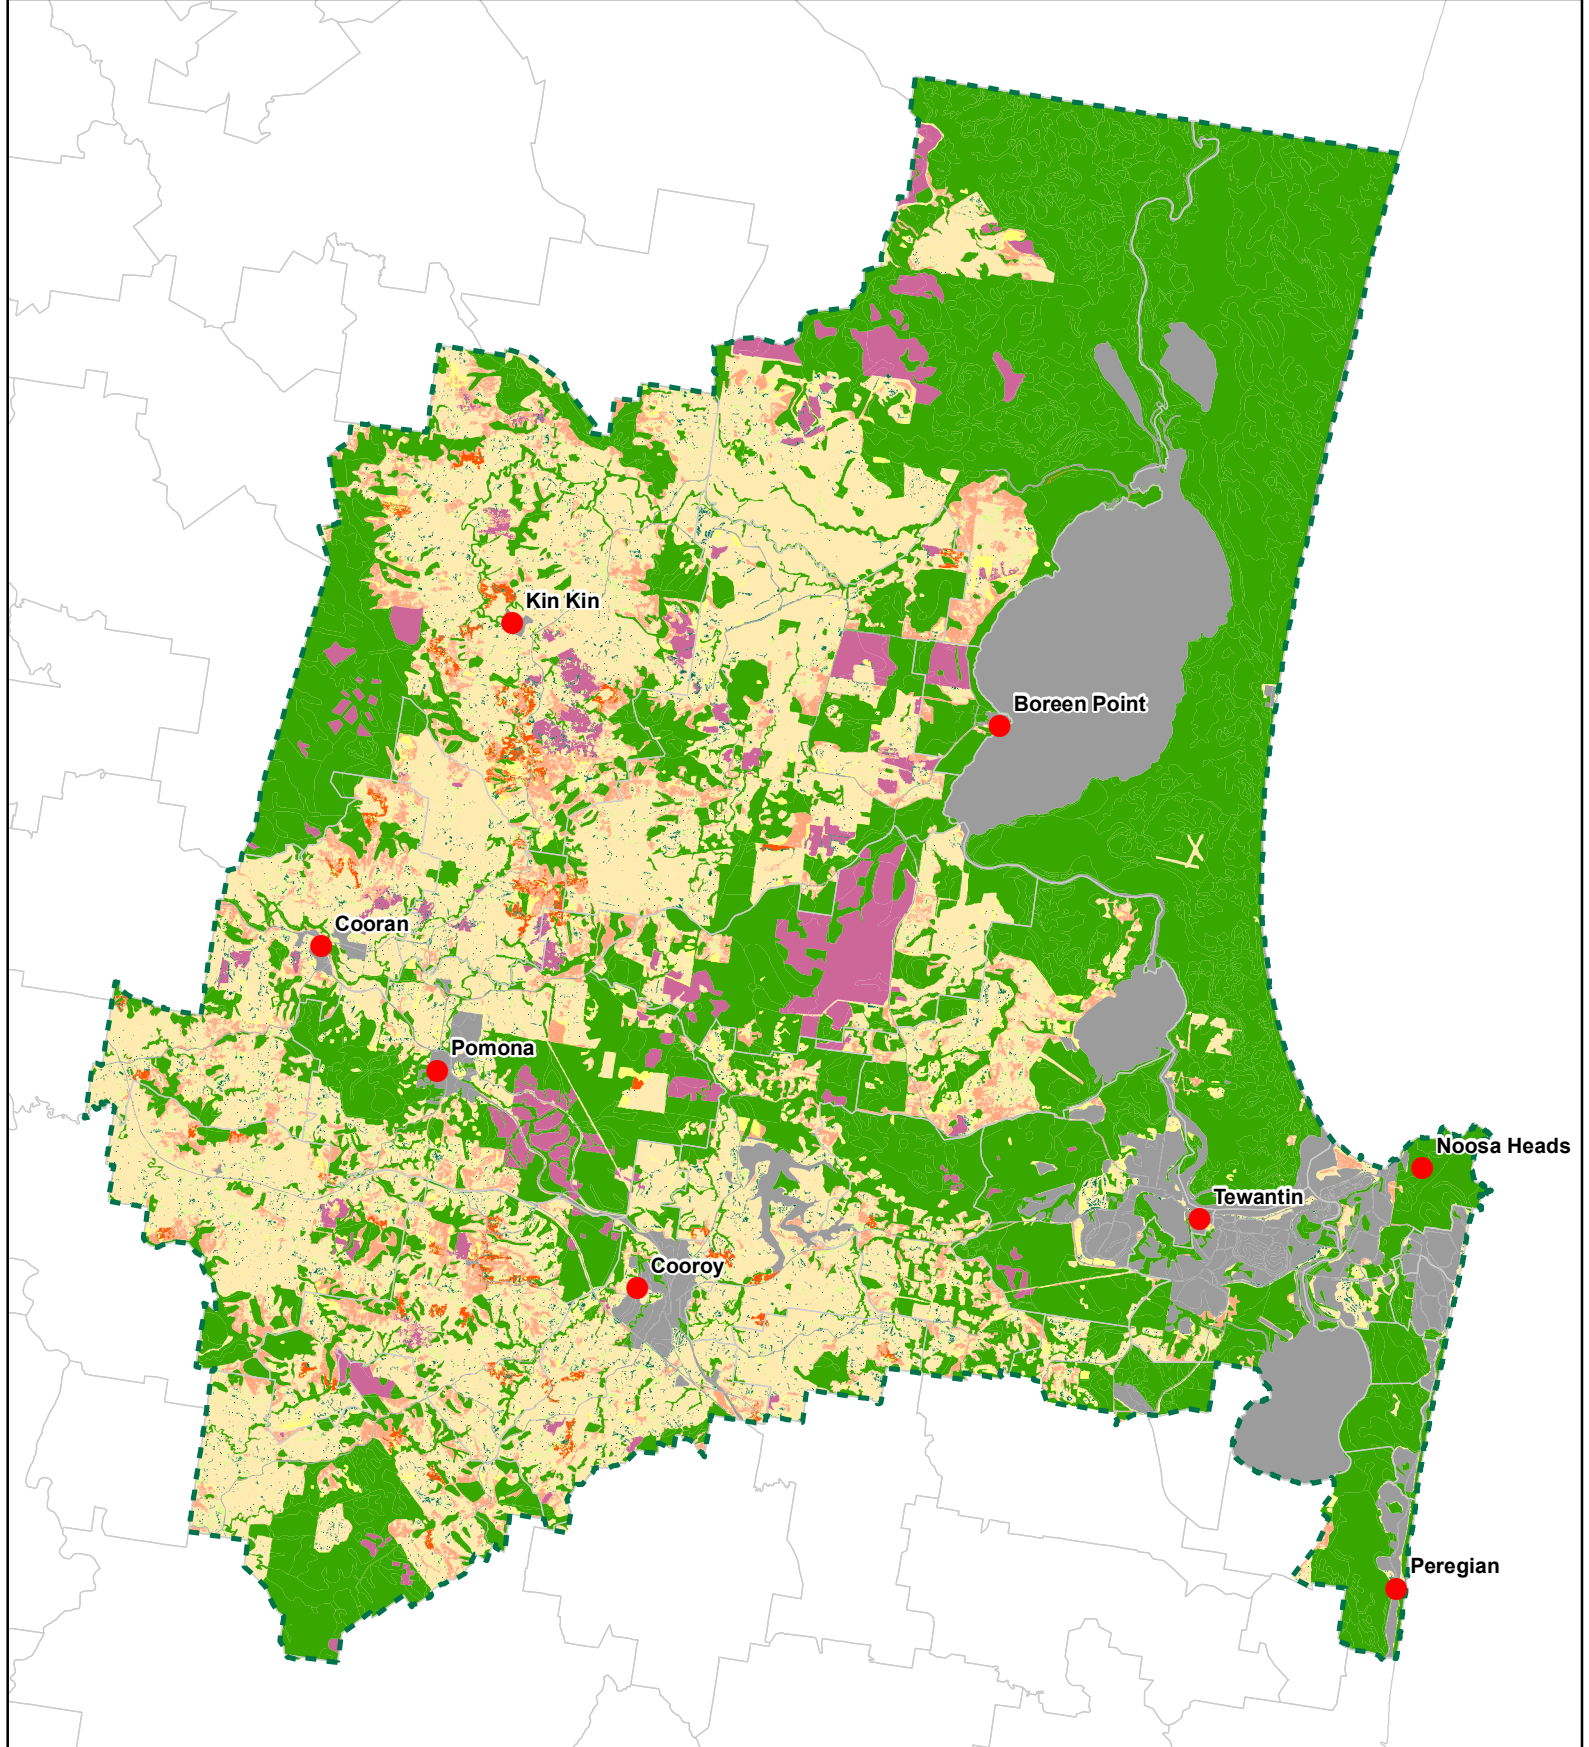 Kin Kin
Boreen Point
Cooran
Pomona
Noosa Heads
Tewantin
Cooroy
Peregian